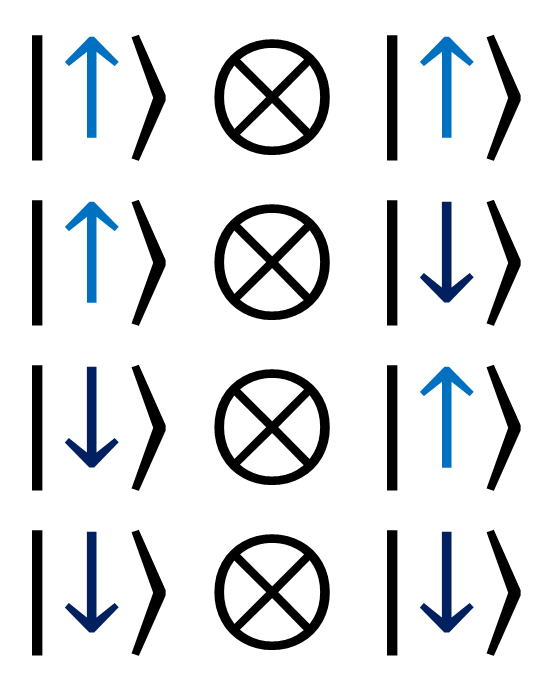 |↑⟩ ⊗ |↑⟩
|↑⟩ ⊗ |↓⟩
|↓⟩ ⊗ |↑⟩
|↓⟩ ⊗ |↓⟩